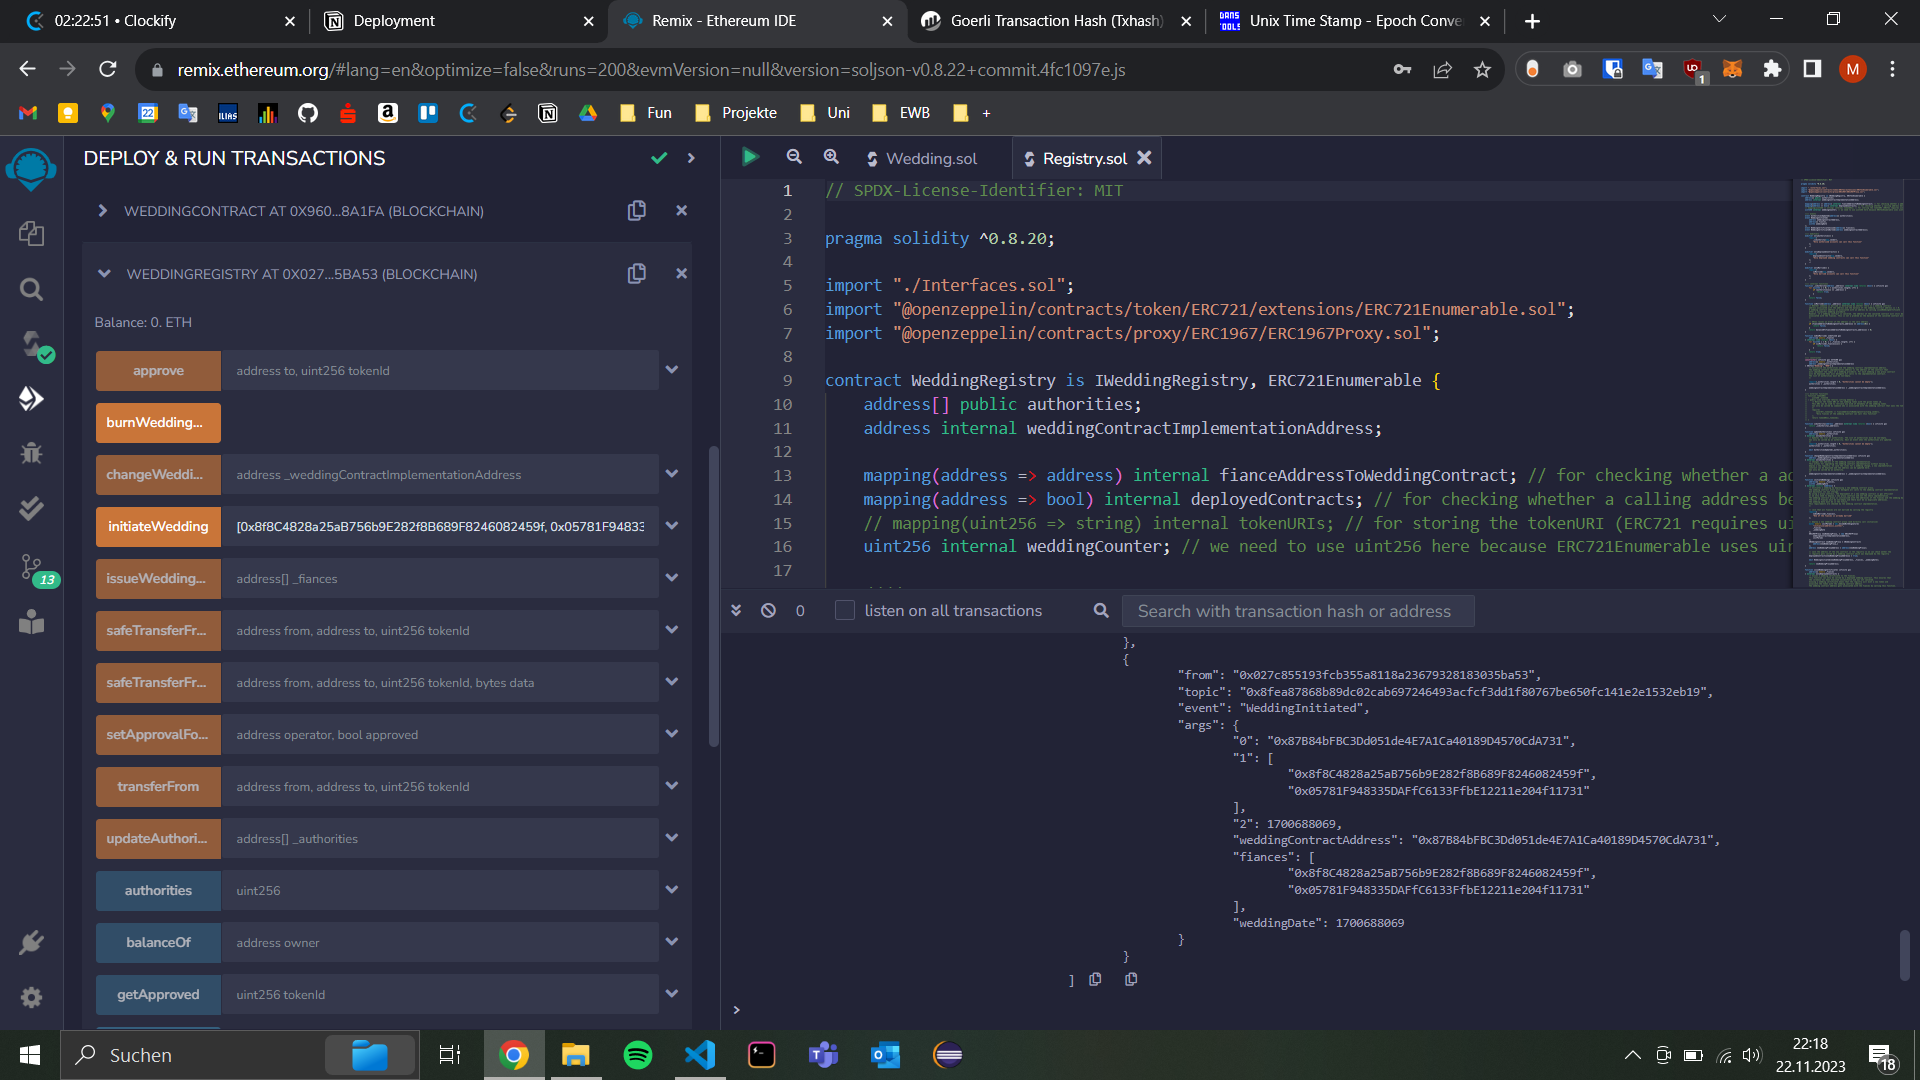 02:22:51 • Clockify
Deployment
Remix - Ethereum IDE
Goerli Transaction Hash (Txhash)
Unix Time Stamp - Epoch Conve
remix.ethereum.org/#lang=en&optimize=false&runs=200&evmVersion=null&version=soljson-v0.8.22+commit.4fc1097e.js
1
M
22
ILIAS
Fun
Projekte
Uni
EWB
+
DEPLOY & RUN TRANSACTIONS
WEDDINGCONTRACT AT 0X960...8A1FA (BLOCKCHAIN)
WEDDINGREGISTRY AT 0X027...5BA53 (BLOCKCHAIN)
Balance: 0. ETH
approve address to, uint256 tokenId
burnWedding...
changeWeddi... address _weddingContractImplementationAddress
initiateWedding [0x8f8C4828a25aB756b9E282f8B689F8246082459f, 0x05781F94833
issueWedding... address[] _fiances
safeTransferFr... address from, address to, uint256 tokenId
safeTransferFr... address from, address to, uint256 tokenId, bytes data
setApprovalFo... address operator, bool approved
transferFrom address from, address to, uint256 tokenId
updateAuthori... address[] _authorities
authorities uint256
balanceOf address owner
getApproved uint256 tokenId
13
Wedding.sol
Registry.sol
1 // SPDX-License-Identifier: MIT
2
3 pragma solidity ^0.8.20;
4
5 import "./Interfaces.sol";
6 import "@openzeppelin/contracts/token/ERC721/extensions/ERC721Enumerable.sol";
7 import "@openzeppelin/contracts/proxy/ERC1967/ERC1967Proxy.sol";
8
9 contract WeddingRegistry is IWeddingRegistry, ERC721Enumerable {
10 address[] public authorities;
11 address internal weddingContractImplementationAddress;
12
13 mapping(address => address) internal fianceAddressToWeddingContract; // for checking whether a ad
14 mapping(address => bool) internal deployedContracts; // for checking whether a calling address be
15 // mapping(uint256 => string) internal tokenURIs; // for storing the tokenURI (ERC721 requires ui
16 uint256 internal weddingCounter; // we need to use uint256 here because ERC721Enumerable uses uin
17
0
listen on all transactions
Search with transaction hash or address
},
{
"from": "0x027c855193fcb355a8118a23679328183035ba53",
"topic": "0x8fea87868b89dc02cab697246493acfcf3dd1f80767be650fc141e2e1532eb19",
"event": "WeddingInitiated",
"args": {
"0": "0x87B84bFBC3Dd051de4E7A1Ca40189D4570CdA731",
"1": [
"0x8f8C4828a25aB756b9E282f8B689F8246082459f",
"0x05781F948335DAFfC6133FfbE12211e204f11731"
],
"2": 1700688069,
"weddingContractAddress": "0x87B84bFBC3Dd051de4E7A1Ca40189D4570CdA731",
"fiances": [
"0x8f8C4828a25aB756b9E282f8B689F8246082459f",
"0x05781F948335DAFfC6133FfbE12211e204f11731"
],
"weddingDate": 1700688069
}
}
]
>
Suchen
22:18
22.11.2023
18